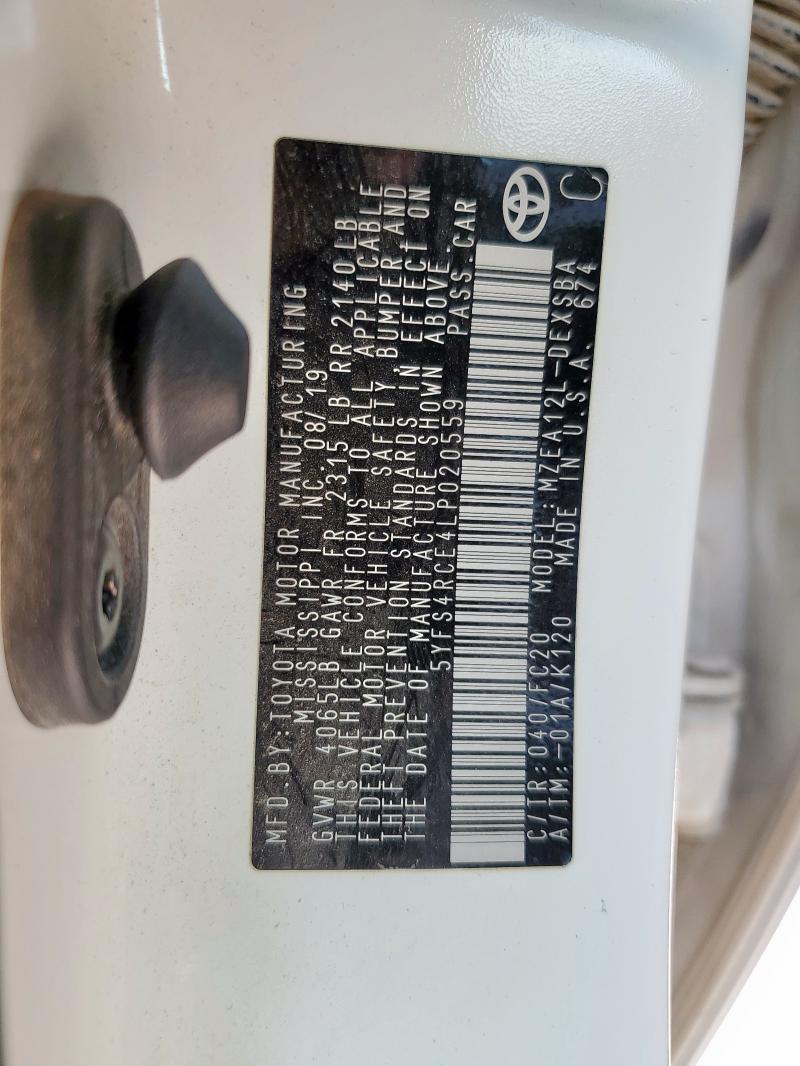 MFD.BY:TOYOTA MOTOR MANUFACTURING
MISSISSIPPI INC. 08/19
GVWR 4065LB GAWR FR 2315 LB RR 2140LB
THIS VEHICLE CONFORMS TO ALL APPLICABLE
FEDERAL MOTOR VEHICLE SAFETY, BUMPER AND
THEFT PREVENTION STANDARDS IN EFFECT ON
THE DATE OF MANUFACTURE SHOWN ABOVE.
5YFS4RCE4LP020559 PASS.CAR
C/TR:040/FC20 MODEL:MZEA12L-DEXSBA
A/TM:-01A/K120 MADE IN U.S.A. 674
C